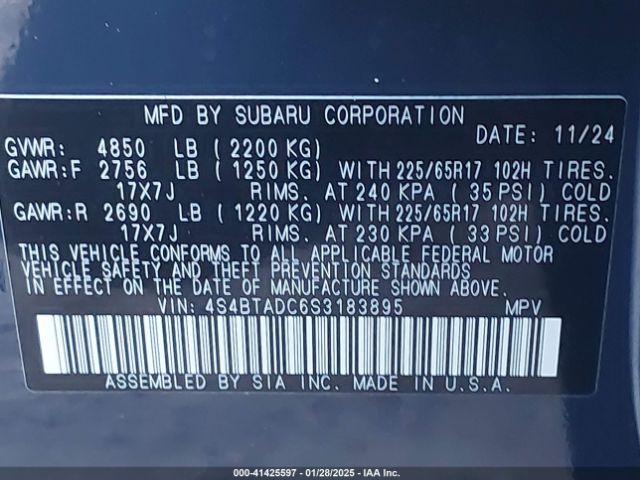 MFD BY SUBARU CORPORATION
DATE: 11/24
GVWR: 4850 LB ( 2200 KG)
GAWR:F 2756 LB ( 1250 KG) WITH 225/65R17 102H TIRES.
17X7J RIMS. AT 240 KPA ( 35 PSI) COLD
GAWR:R 2690 LB ( 1220 KG) WITH 225/65R17 102H TIRES.
17X7J RIMS. AT 230 KPA ( 33 PSI) COLD
THIS VEHICLE CONFORMS TO ALL APPLICABLE FEDERAL MOTOR
VEHICLE SAFETY AND THEFT PREVENTION STANDARDS
IN EFFECT ON THE DATE OF MANUFACTURE SHOWN ABOVE.
VIN: 4S4BTADC6S3183895 MPV
ASSEMBLED BY SIA INC. MADE IN U.S.A.
000-41425597 - 01/28/2025 - IAA Inc.